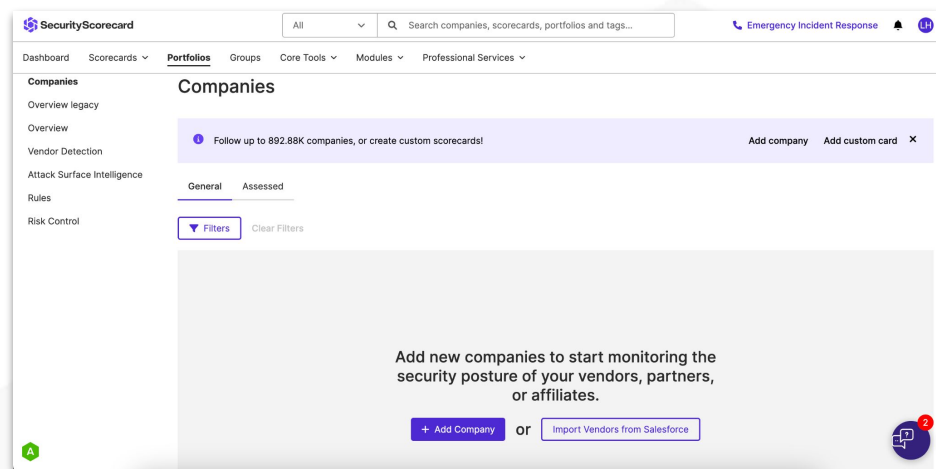 SecurityScorecard
All
Search companies, scorecards, portfolios and tags...
Emergency Incident Response
LH
Dashboard Scorecards Portfolios Groups Core Tools Modules Professional Services
Companies
Overview legacy
Overview
Vendor Detection
Attack Surface Intelligence
Rules
Risk Control
Companies
Follow up to 892.88K companies, or create custom scorecards!
Add company Add custom card
General Assessed
Filters Clear Filters
Add new companies to start monitoring the
security posture of your vendors, partners,
or affiliates.
+ Add Company or Import Vendors from Salesforce
A
2
?